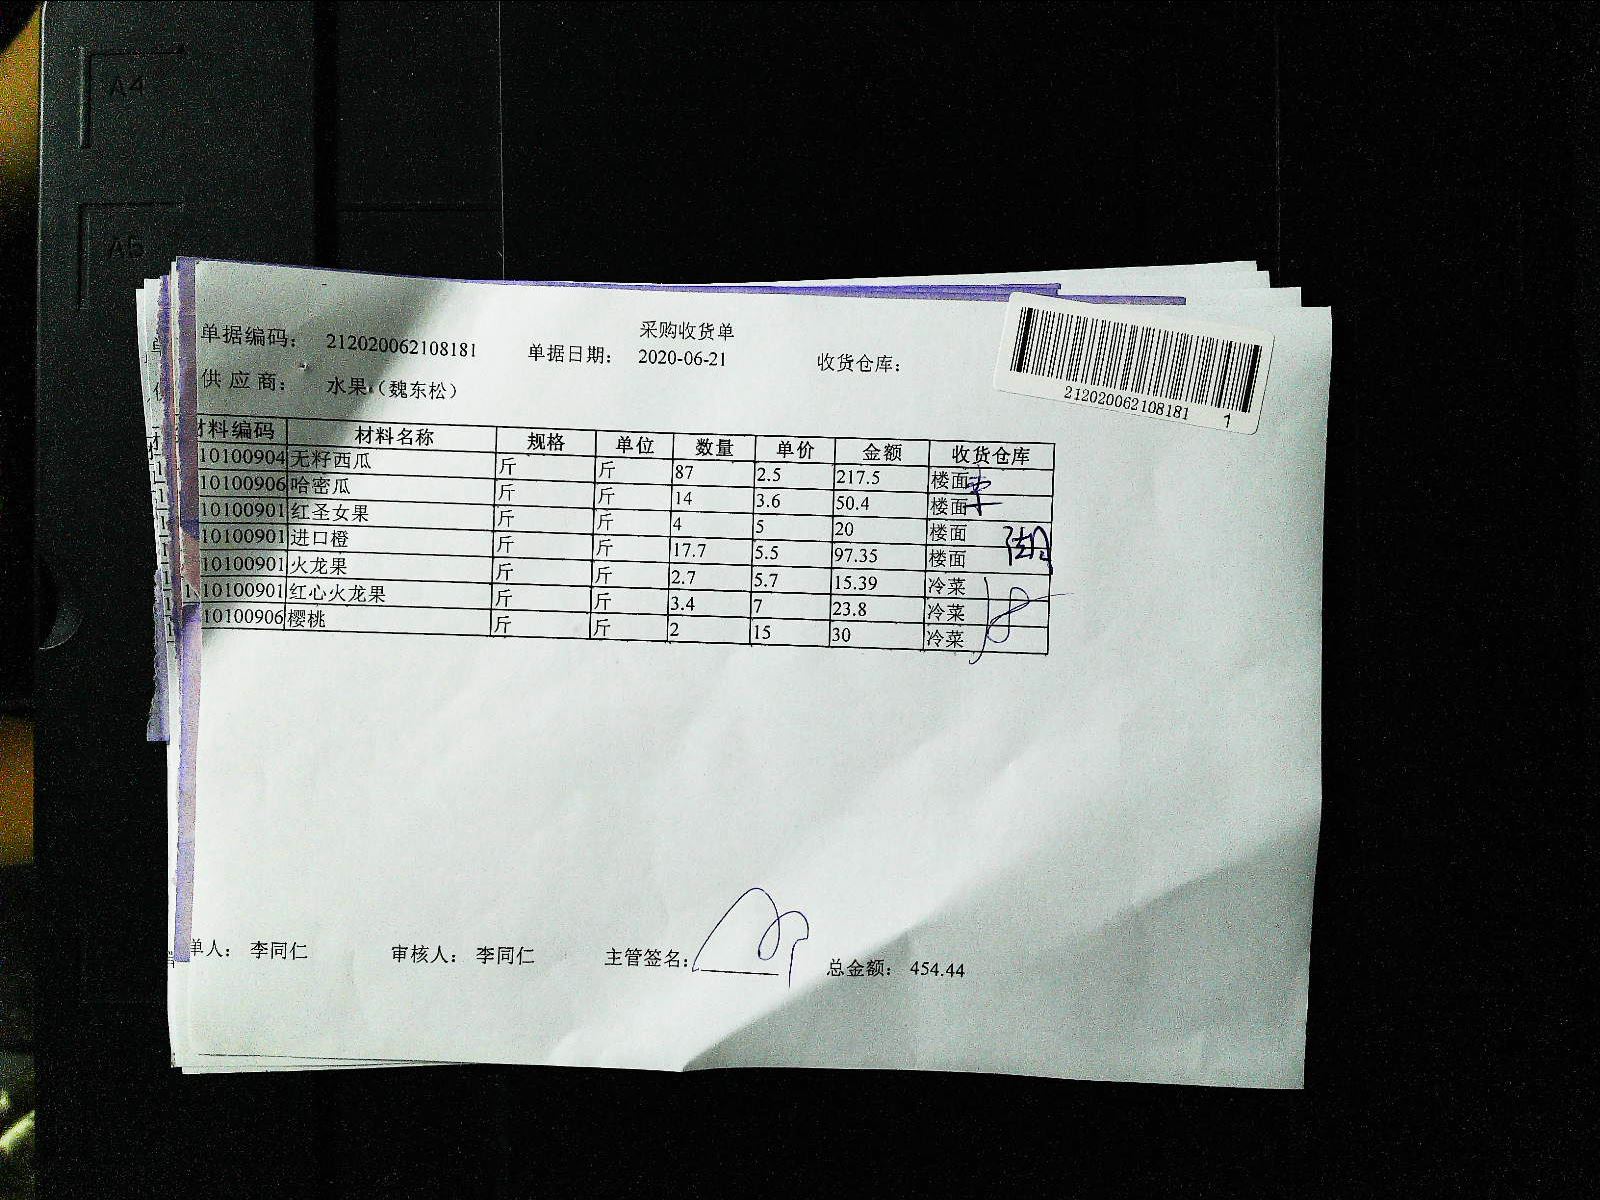 A4
A5
采购收货单
单据编码: 212020062108181 单据日期: 2020-06-21 收货仓库:
供应商: 水果(魏东松)
212020062108181 1
材料编码 材料名称 规格 单位 数量 单价 金额 收货仓库
10100904 无籽西瓜 斤 斤 87 2.5 217.5 楼面
10100906 哈密瓜 斤 斤 14 3.6 50.4 楼面
10100901 红圣女果 斤 斤 4 5 20 楼面
10100901 进口橙 斤 斤 17.7 5.5 97.35 楼面
10100901 火龙果 斤 斤 2.7 5.7 15.39 冷菜
10100901 红心火龙果 斤 斤 3.4 7 23.8 冷菜
10100906 樱桃 斤 斤 2 15 30 冷菜
单人: 李同仁 审核人: 李同仁 主管签名: 总金额: 454.44